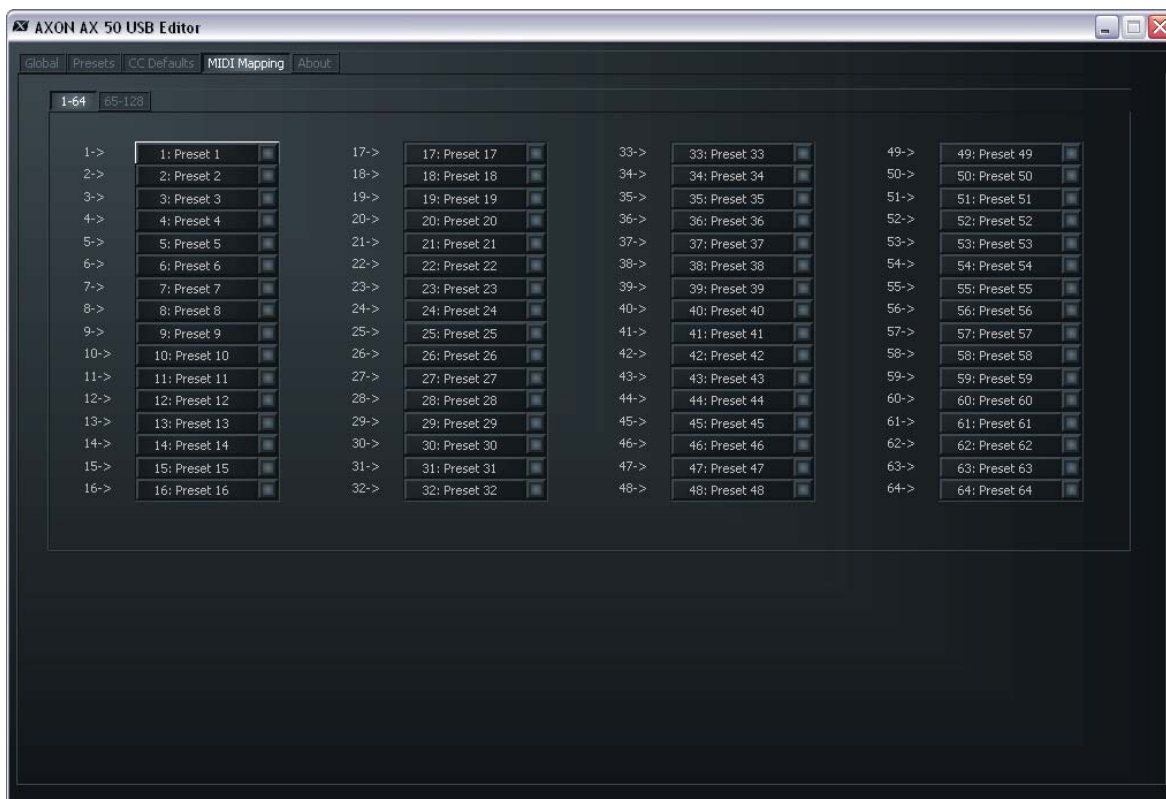 AXON AX 50 USB Editor
Global Presets CC Defaults MIDI Mapping About
1-64 65-128
1-> 1: Preset 1 17-> 17: Preset 17 33-> 33: Preset 33 49-> 49: Preset 49
2-> 2: Preset 2 18-> 18: Preset 18 34-> 34: Preset 34 50-> 50: Preset 50
3-> 3: Preset 3 19-> 19: Preset 19 35-> 35: Preset 35 51-> 51: Preset 51
4-> 4: Preset 4 20-> 20: Preset 20 36-> 36: Preset 36 52-> 52: Preset 52
5-> 5: Preset 5 21-> 21: Preset 21 37-> 37: Preset 37 53-> 53: Preset 53
6-> 6: Preset 6 22-> 22: Preset 22 38-> 38: Preset 38 54-> 54: Preset 54
7-> 7: Preset 7 23-> 23: Preset 23 39-> 39: Preset 39 55-> 55: Preset 55
8-> 8: Preset 8 24-> 24: Preset 24 40-> 40: Preset 40 56-> 56: Preset 56
9-> 9: Preset 9 25-> 25: Preset 25 41-> 41: Preset 41 57-> 57: Preset 57
10-> 10: Preset 10 26-> 26: Preset 26 42-> 42: Preset 42 58-> 58: Preset 58
11-> 11: Preset 11 27-> 27: Preset 27 43-> 43: Preset 43 59-> 59: Preset 59
12-> 12: Preset 12 28-> 28: Preset 28 44-> 44: Preset 44 60-> 60: Preset 60
13-> 13: Preset 13 29-> 29: Preset 29 45-> 45: Preset 45 61-> 61: Preset 61
14-> 14: Preset 14 30-> 30: Preset 30 46-> 46: Preset 46 62-> 62: Preset 62
15-> 15: Preset 15 31-> 31: Preset 31 47-> 47: Preset 47 63-> 63: Preset 63
16-> 16: Preset 16 32-> 32: Preset 32 48-> 48: Preset 48 64-> 64: Preset 64